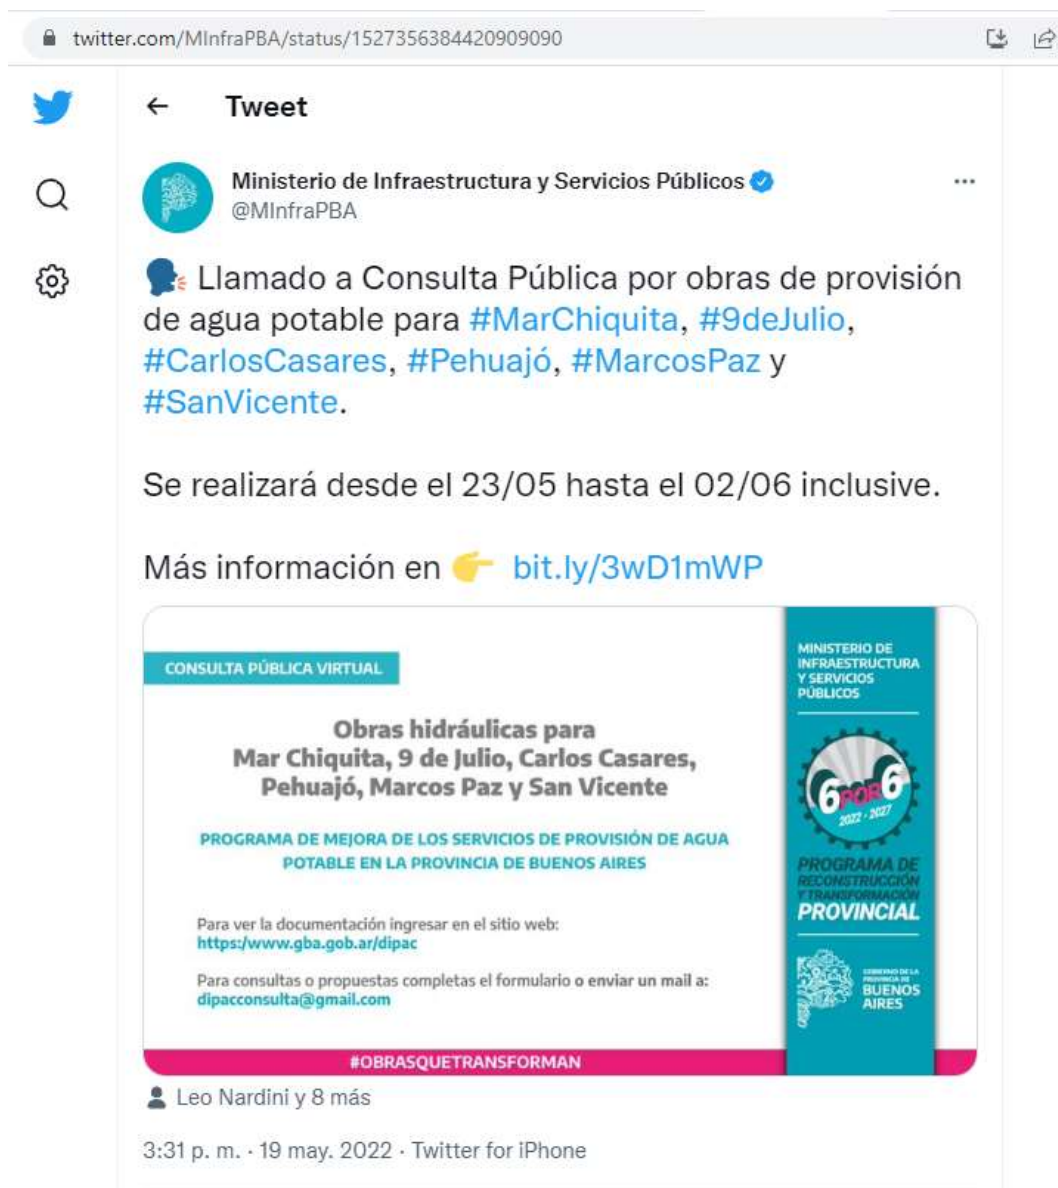 twitter.com/MInfraPBA/status/1527356384420909090
Tweet
Ministerio de Infraestructura y Servicios Públicos
@MInfraPBA
Llamado a Consulta Pública por obras de provisión
de agua potable para #MarChiquita, #9deJulio,
#CarlosCasares, #Pehuajó, #MarcosPaz y
#SanVicente.
Se realizará desde el 23/05 hasta el 02/06 inclusive.
Más información en 👉 bit.ly/3wD1mWP
CONSULTA PÚBLICA VIRTUAL
Obras hidráulicas para
Mar Chiquita, 9 de Julio, Carlos Casares,
Pehuajó, Marcos Paz y San Vicente
PROGRAMA DE MEJORA DE LOS SERVICIOS DE PROVISIÓN DE AGUA
POTABLE EN LA PROVINCIA DE BUENOS AIRES
Para ver la documentación ingresar en el sitio web:
https:/www.gba.gob.ar/dipac
Para consultas o propuestas completas el formulario o enviar un mail a:
dipacconsulta@gmail.com
MINISTERIO DE
INFRAESTRUCTURA
Y SERVICIOS
PÚBLICOS
6 POR 6
2022 - 2027
PROGRAMA DE
RECONSTRUCCIÓN
Y TRANSFORMACIÓN
PROVINCIAL
GOBIERNO DE LA
PROVINCIA DE
BUENOS
AIRES
#OBRASQUETRANSFORMAN
Leo Nardini y 8 más
3:31 p. m. · 19 may. 2022 · Twitter for iPhone